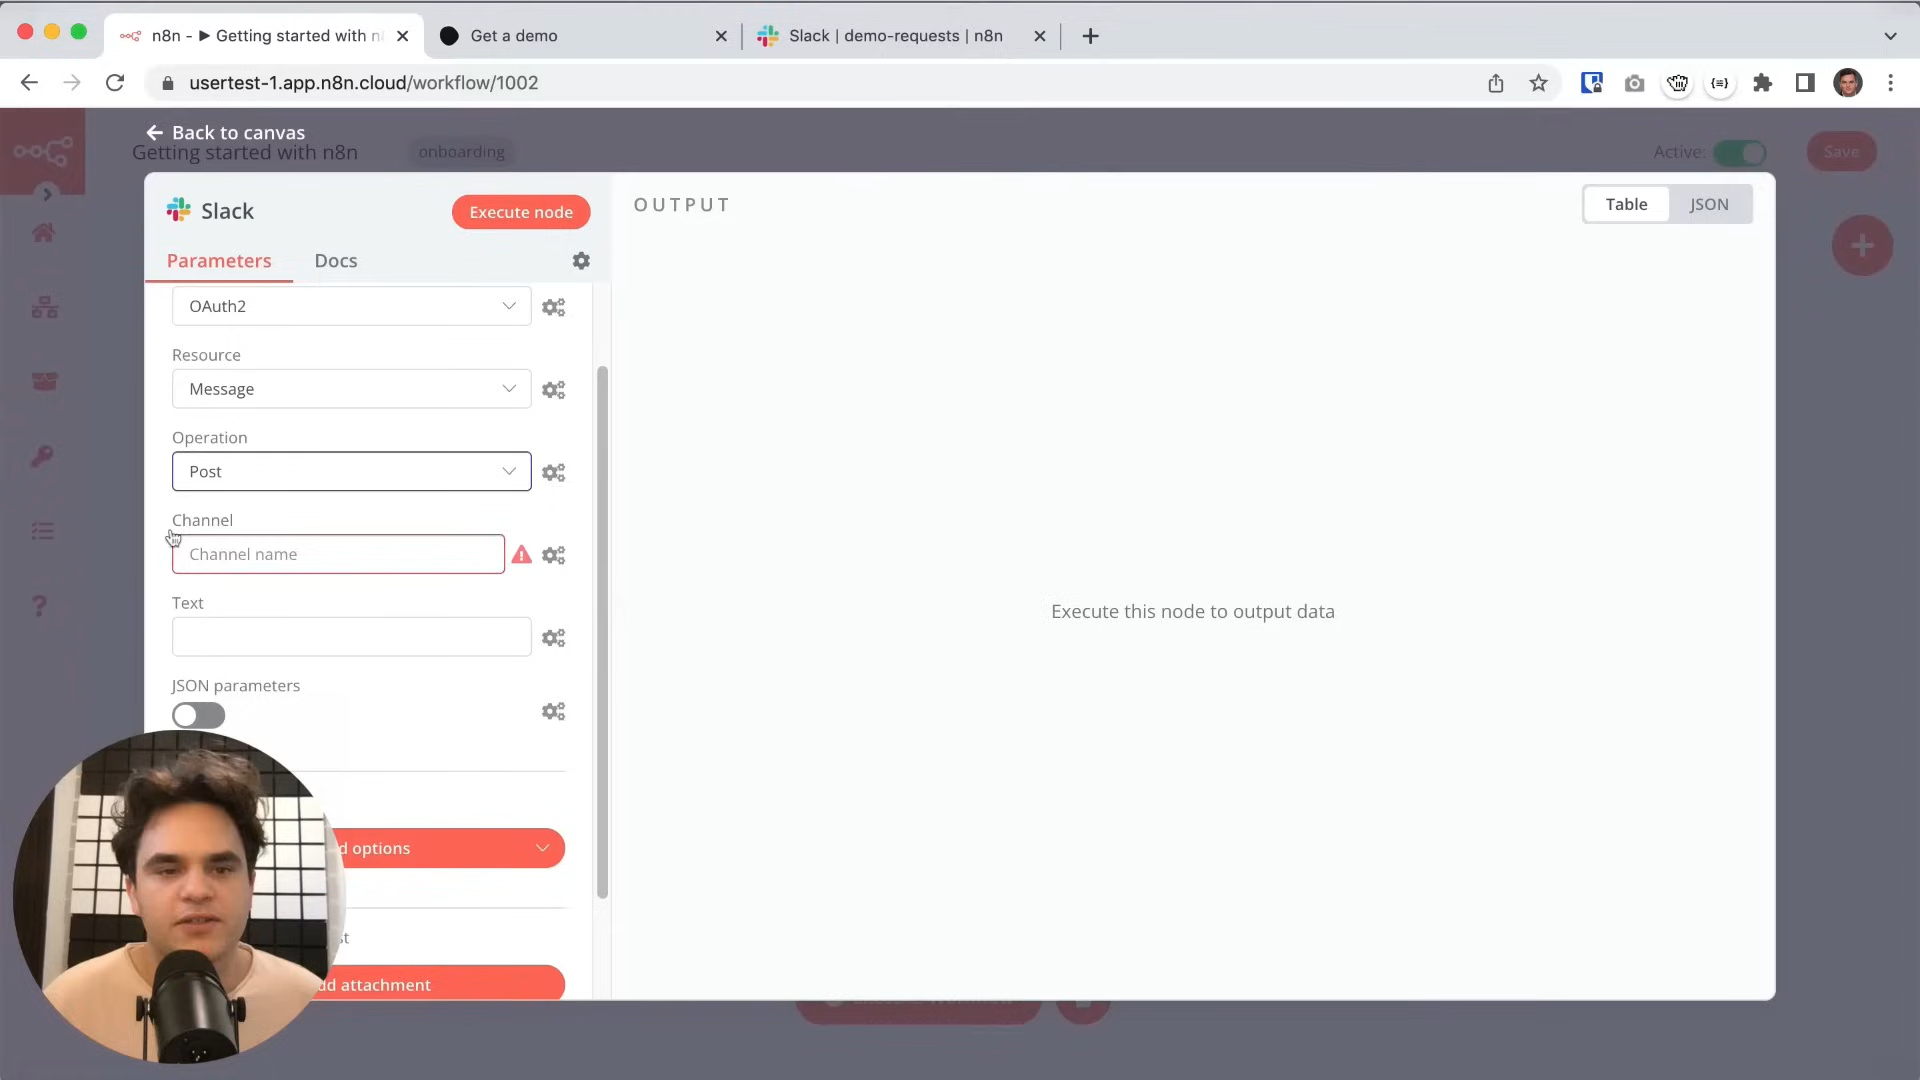 n8n - ▶ Getting started with n
Get a demo
Slack | demo-requests | n8n
usertest-1.app.n8n.cloud/workflow/1002
Back to canvas
Getting started with n8n
onboarding
Active:
Save
Slack
Execute node
OUTPUT
Table
JSON
Parameters
Docs
OAuth2
Resource
Message
Operation
Post
Channel
Channel name
Text
JSON parameters
Execute this node to output data
d options
st
dd attachment